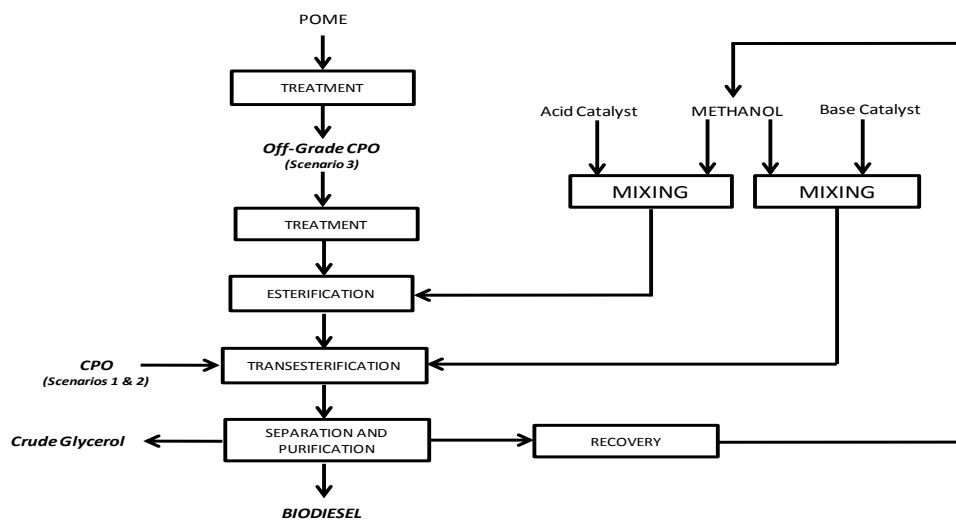 POME
TREATMENT
Acid Catalyst
METHANOL
Base Catalyst
Off-Grade CPO
(Scenario 3)
MIXING
MIXING
TREATMENT
ESTERIFICATION
CPO
(Scenarios 1 & 2)
TRANSESTERIFICATION
Crude Glycerol
SEPARATION AND
PURIFICATION
RECOVERY
BIODIESEL